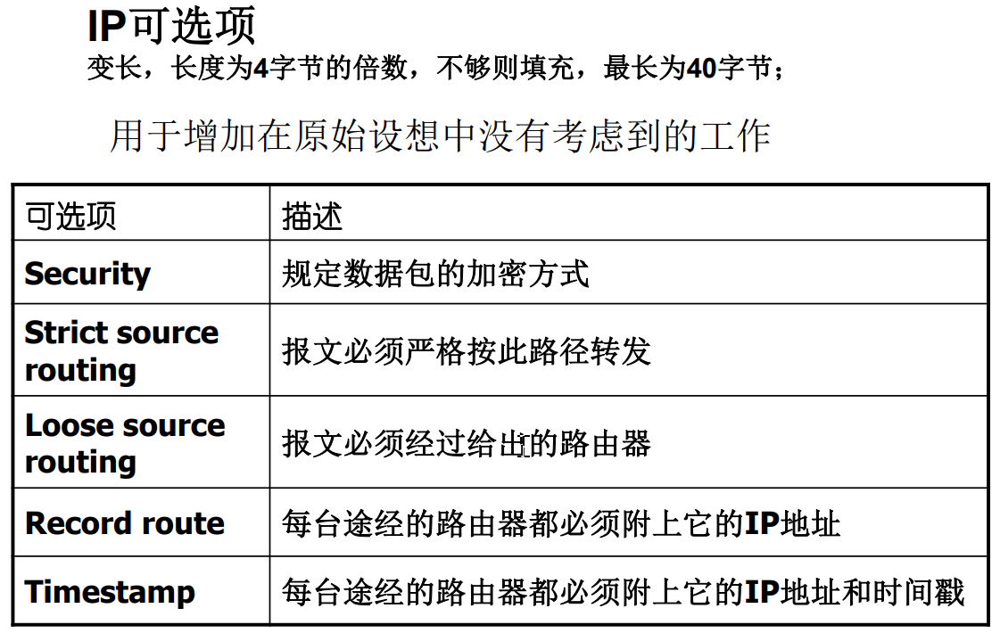 IP可选项
变长，长度为4字节的倍数，不够则填充，最长为40字节；
用于增加在原始设想中没有考虑到的工作
可选项 描述
Security 规定数据包的加密方式
Strict source
routing
报文必须严格按此路径转发
Loose source
routing
报文必须经过给出的路由器
Record route 每台途经的路由器都必须附上它的IP地址
Timestamp 每台途经的路由器都必须附上它的IP地址和时间戳